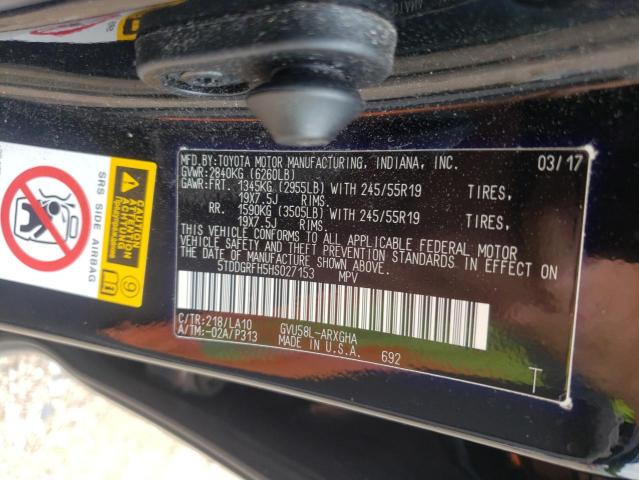 MFD.BY:TOYOTA MOTOR MANUFACTURING, INDIANA, INC. 03/17
GVWR:2840KG (6260LB)
GAWR:FRT. 1345KG (2955LB) WITH 245/55R19 TIRES,
19X7.5J RIMS.
RR. 1590KG (3505LB) WITH 245/55R19 TIRES,
19X7.5J RIMS.
THIS VEHICLE CONFORMS TO ALL APPLICABLE FEDERAL MOTOR
VEHICLE SAFETY AND THEFT PREVENTION STANDARDS IN EFFECT ON
THE DATE OF MANUFACTURE SHOWN ABOVE.
5TDDGRFH5HS027153 MPV
C/TR:218/LA10 GVU58L-ARXGHA
A/TM:-02A/P313 MADE IN U.S.A. 692
T
SRS SIDE AIRBAG
ATTENTION
ACHTUNG
9